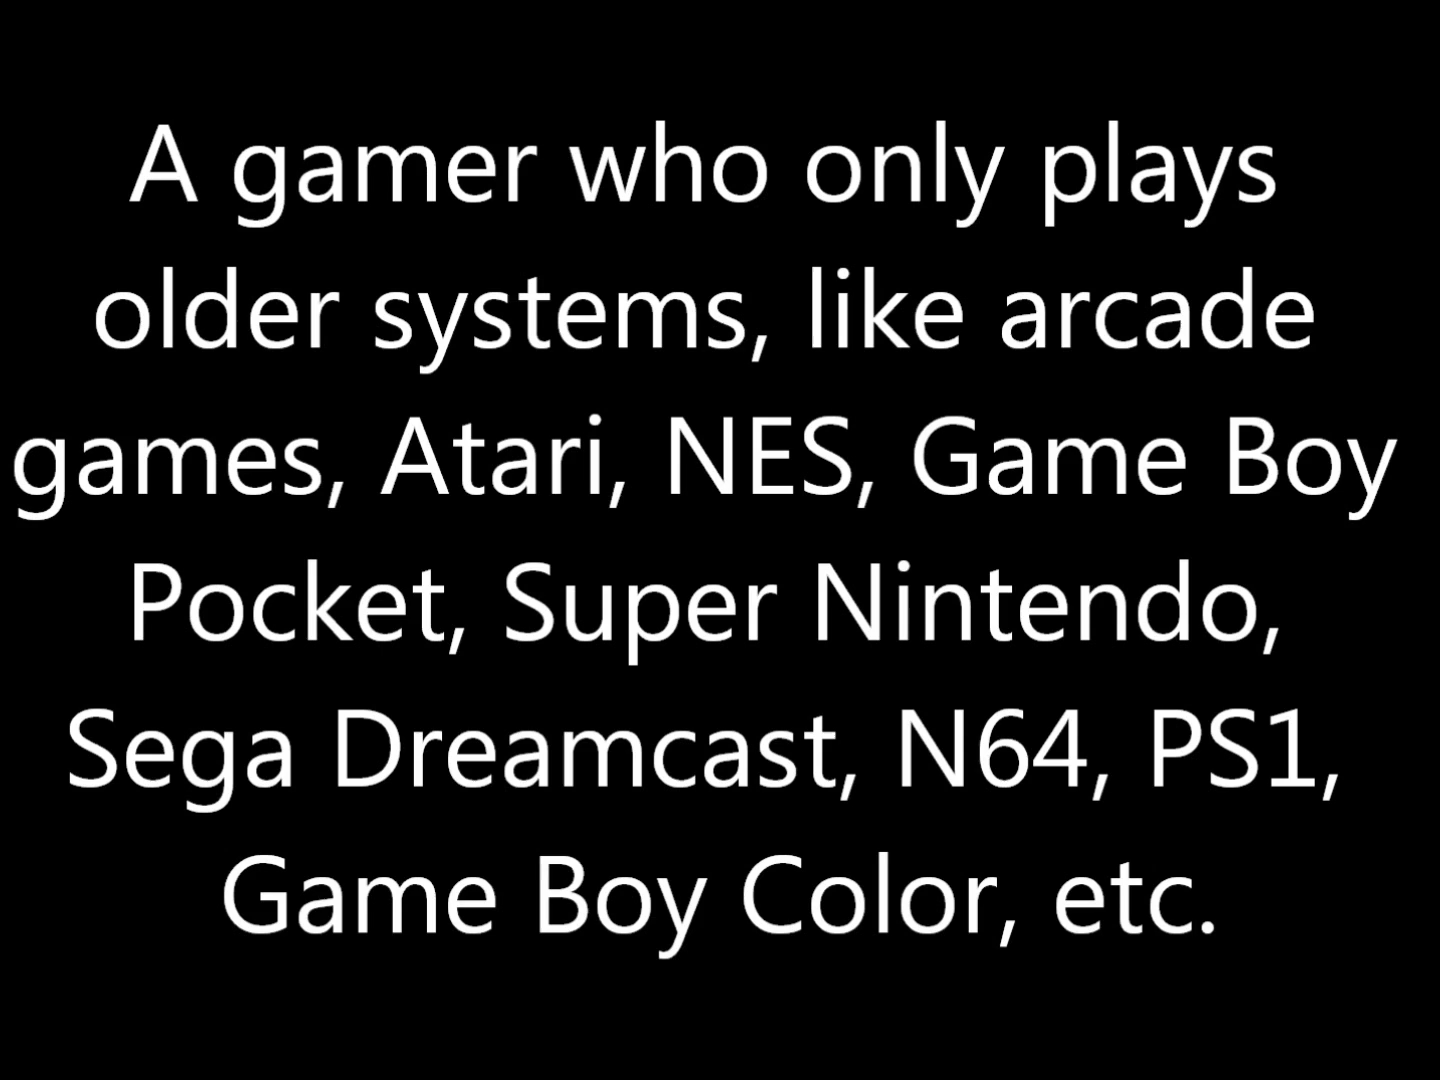 A gamer who only plays
older systems, like arcade
games, Atari, NES, Game Boy
Pocket, Super Nintendo,
Sega Dreamcast, N64, PS1,
Game Boy Color, etc.